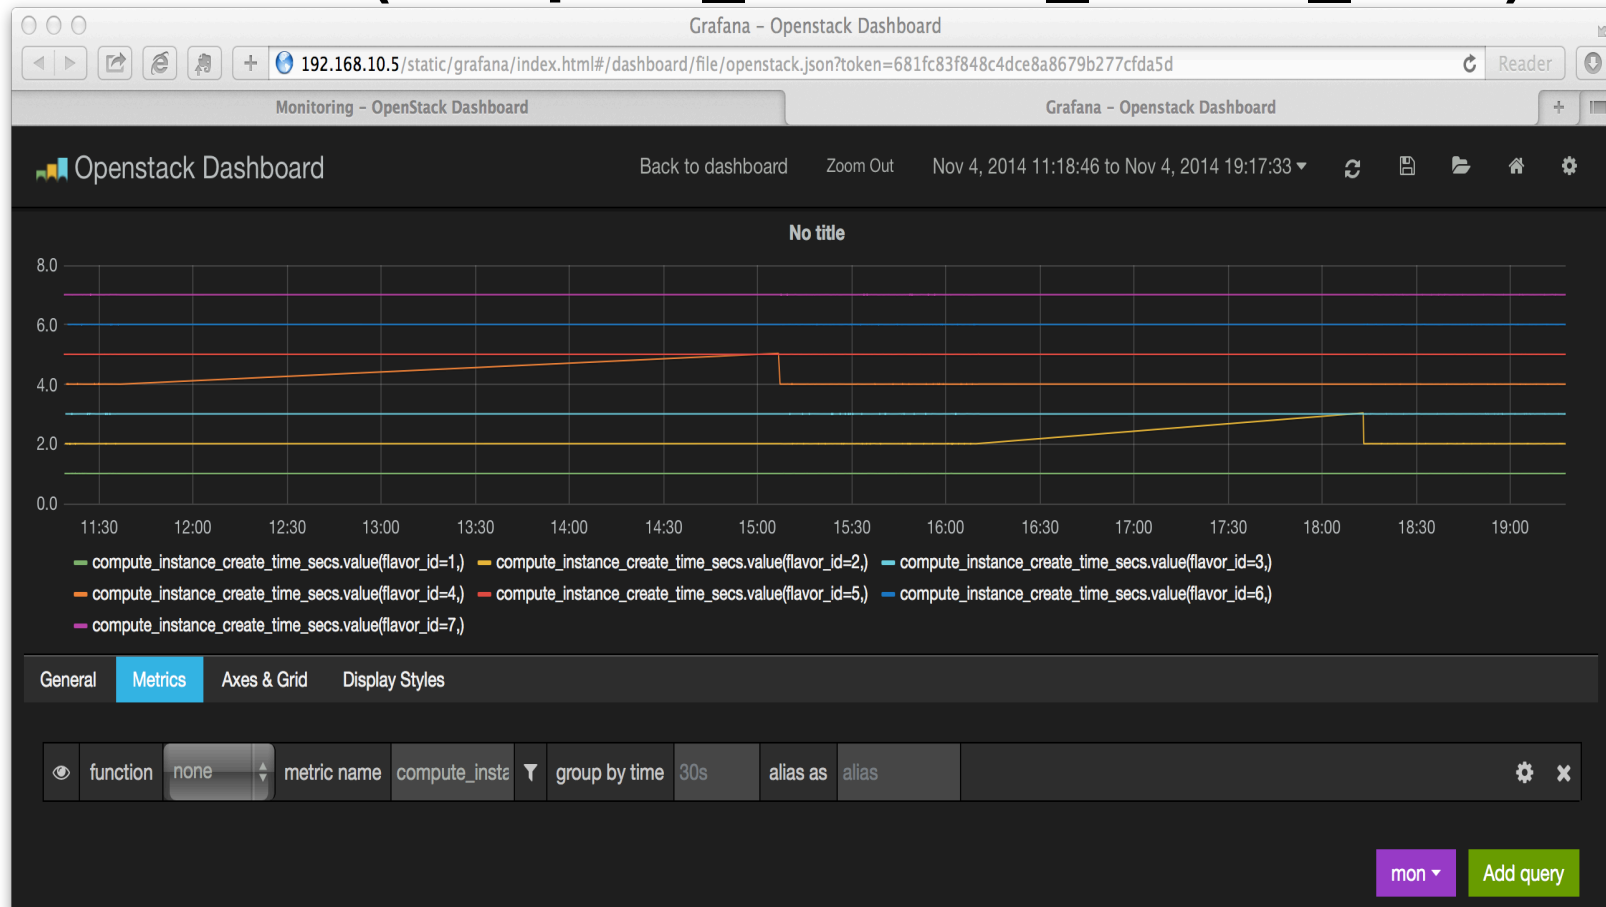 Grafana – Openstack Dashboard
192.168.10.5/static/grafana/index.html#/dashboard/file/openstack.json?token=681fc83f848c4dce8a8679b277cfda5d
Reader
Monitoring – OpenStack Dashboard
Grafana – Openstack Dashboard
Openstack Dashboard
Back to dashboard
Zoom Out
Nov 4, 2014 11:18:46 to Nov 4, 2014 19:17:33
No title
8.0
6.0
4.0
2.0
0.0
11:30 12:00 12:30 13:00 13:30 14:00 14:30 15:00 15:30 16:00 16:30 17:00 17:30 18:00 18:30 19:00
compute_instance_create_time_secs.value(flavor_id=1,) compute_instance_create_time_secs.value(flavor_id=2,) compute_instance_create_time_secs.value(flavor_id=3,)
compute_instance_create_time_secs.value(flavor_id=4,) compute_instance_create_time_secs.value(flavor_id=5,) compute_instance_create_time_secs.value(flavor_id=6,)
compute_instance_create_time_secs.value(flavor_id=7,)
General Metrics Axes & Grid Display Styles
function none metric name compute_insta group by time 30s alias as alias
mon Add query